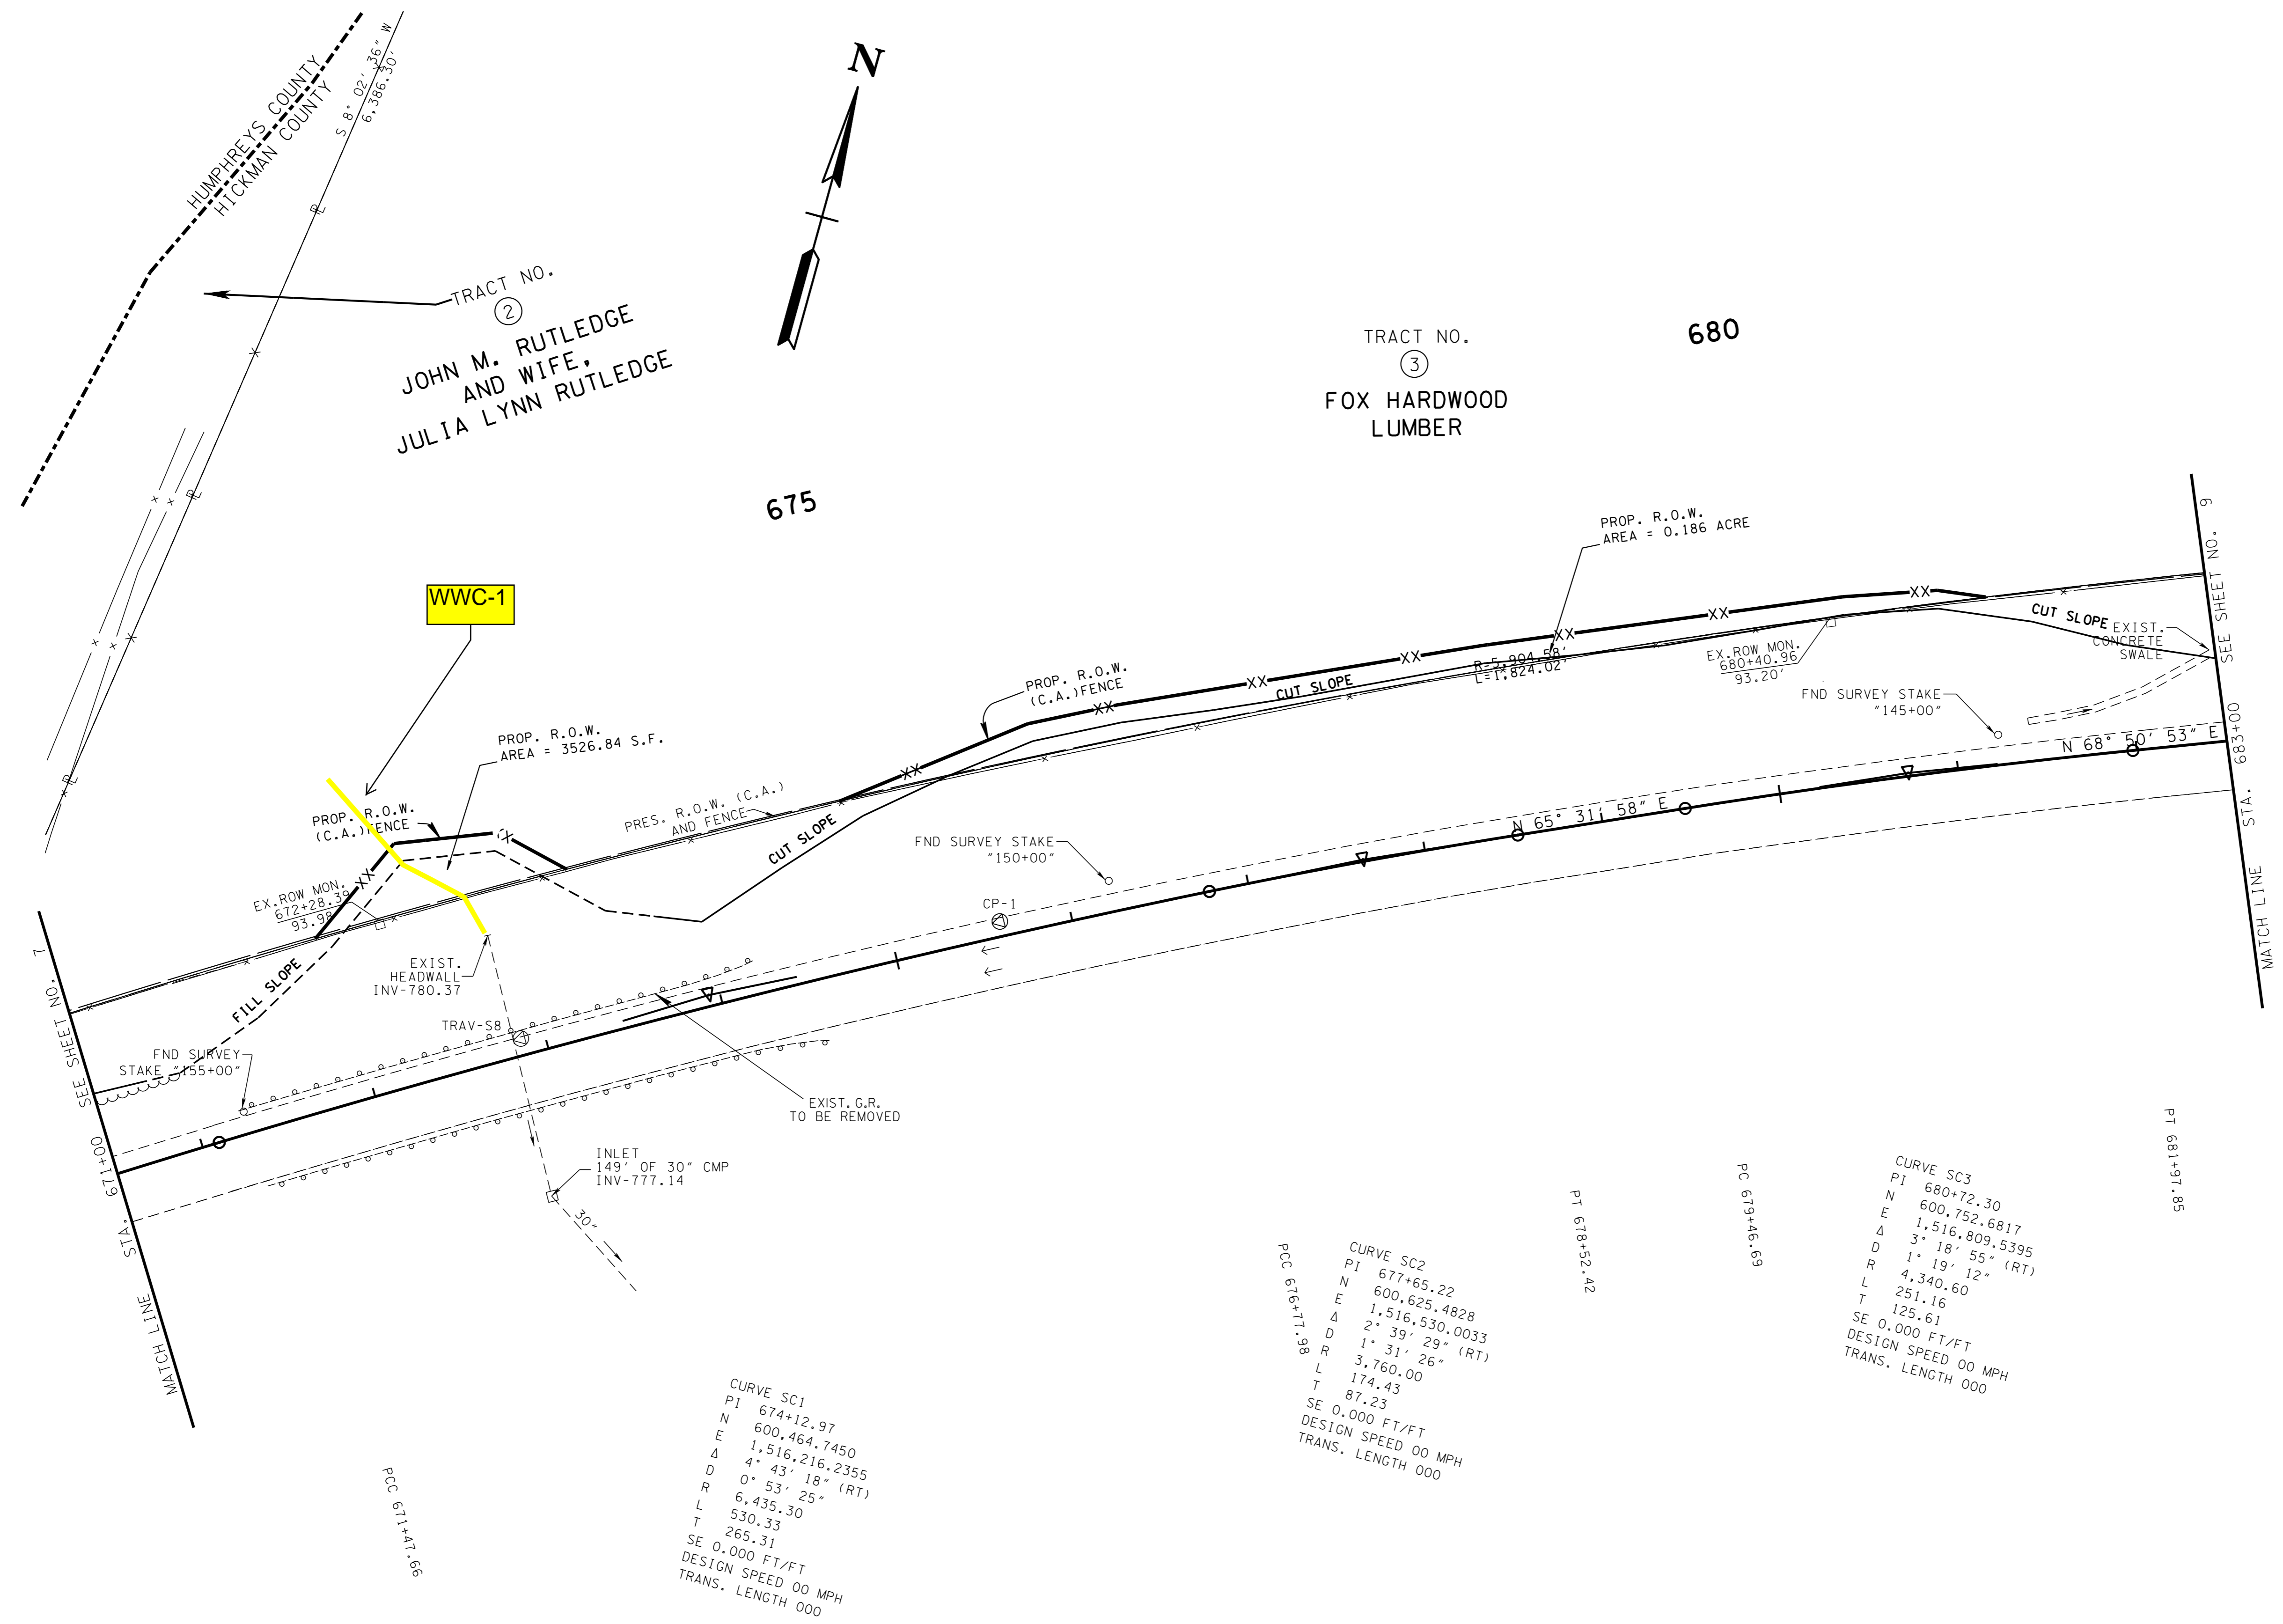 HUMPHREYS COUNTY
HICKMAN COUNTY
S 8° 02' 36" W
6,386.30'
N
TRACT NO.
2
JOHN M. RUTLEDGE
AND WIFE,
JULIA LYNN RUTLEDGE
TRACT NO.
3
FOX HARDWOOD
LUMBER
680
675
WWC-1
PROP. R.O.W.
AREA = 0.186 ACRE
PROP. R.O.W.
(C.A.)FENCE
PROP. R.O.W.
AREA = 3526.84 S.F.
PROP. R.O.W.
(C.A.)FENCE
PRES. R.O.W. (C.A.)
AND FENCE
CUT SLOPE
CUT SLOPE
R=5,904.58'
L=1,824.02'
EX.ROW MON.
680+40.96
93.20'
CUT SLOPE
EXIST.
CONCRETE
SWALE
FND SURVEY STAKE
"145+00"
N 68° 50' 53" E
N 65° 31' 58" E
FND SURVEY STAKE
"150+00"
CP-1
EX.ROW MON.
672+28.39
93.98'
EXIST.
HEADWALL
INV-780.37
FILL SLOPE
TRAV-S8
FND SURVEY
STAKE "155+00"
EXIST.G.R.
TO BE REMOVED
INLET
149' OF 30" CMP
INV-777.14
30"
MATCH LINE STA. 671+00 SEE SHEET NO. 7
MATCH LINE STA. 683+00 SEE SHEET NO. 9
PCC 671+47.66
CURVE SC1
PI 674+12.97
N 600,464.7450
E 1,516,216.2355
Δ 4° 43' 18" (RT)
D 0° 53' 25"
R 6,435.30
L 530.33
T 265.31
SE 0.000 FT/FT
DESIGN SPEED 00 MPH
TRANS. LENGTH 000
PCC 676+77.98
CURVE SC2
PI 677+65.22
N 600,625.4828
E 1,516,530.0033
Δ 2° 39' 29" (RT)
D 1° 31' 26"
R 3,760.00
L 174.43
T 87.23
SE 0.000 FT/FT
DESIGN SPEED 00 MPH
TRANS. LENGTH 000
PT 678+52.42
PC 679+46.69
CURVE SC3
PI 680+72.30
N 600,752.6817
E 1,516,809.5395
Δ 3° 18' 55" (RT)
D 1° 19' 12"
R 4,340.60
L 251.16
T 125.61
SE 0.000 FT/FT
DESIGN SPEED 00 MPH
TRANS. LENGTH 000
PT 681+97.85